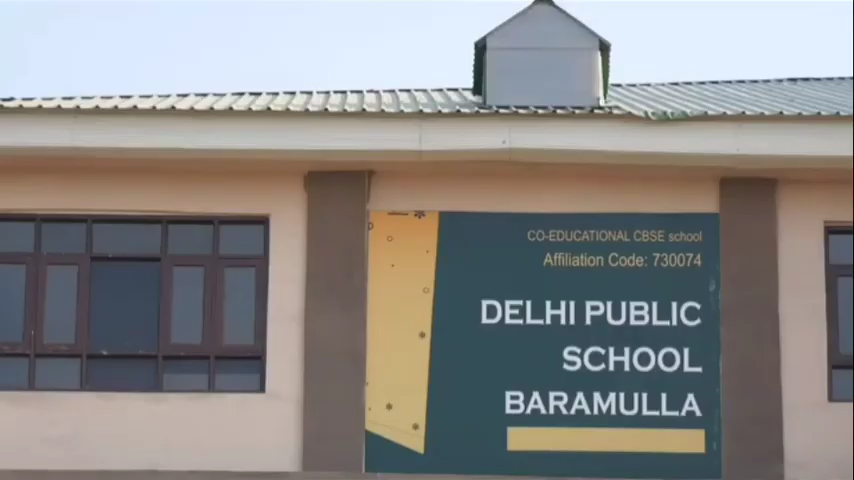 CO-EDUCATIONAL CBSE school
Affiliation Code: 730074
DELHI PUBLIC
SCHOOL
BARAMULLA